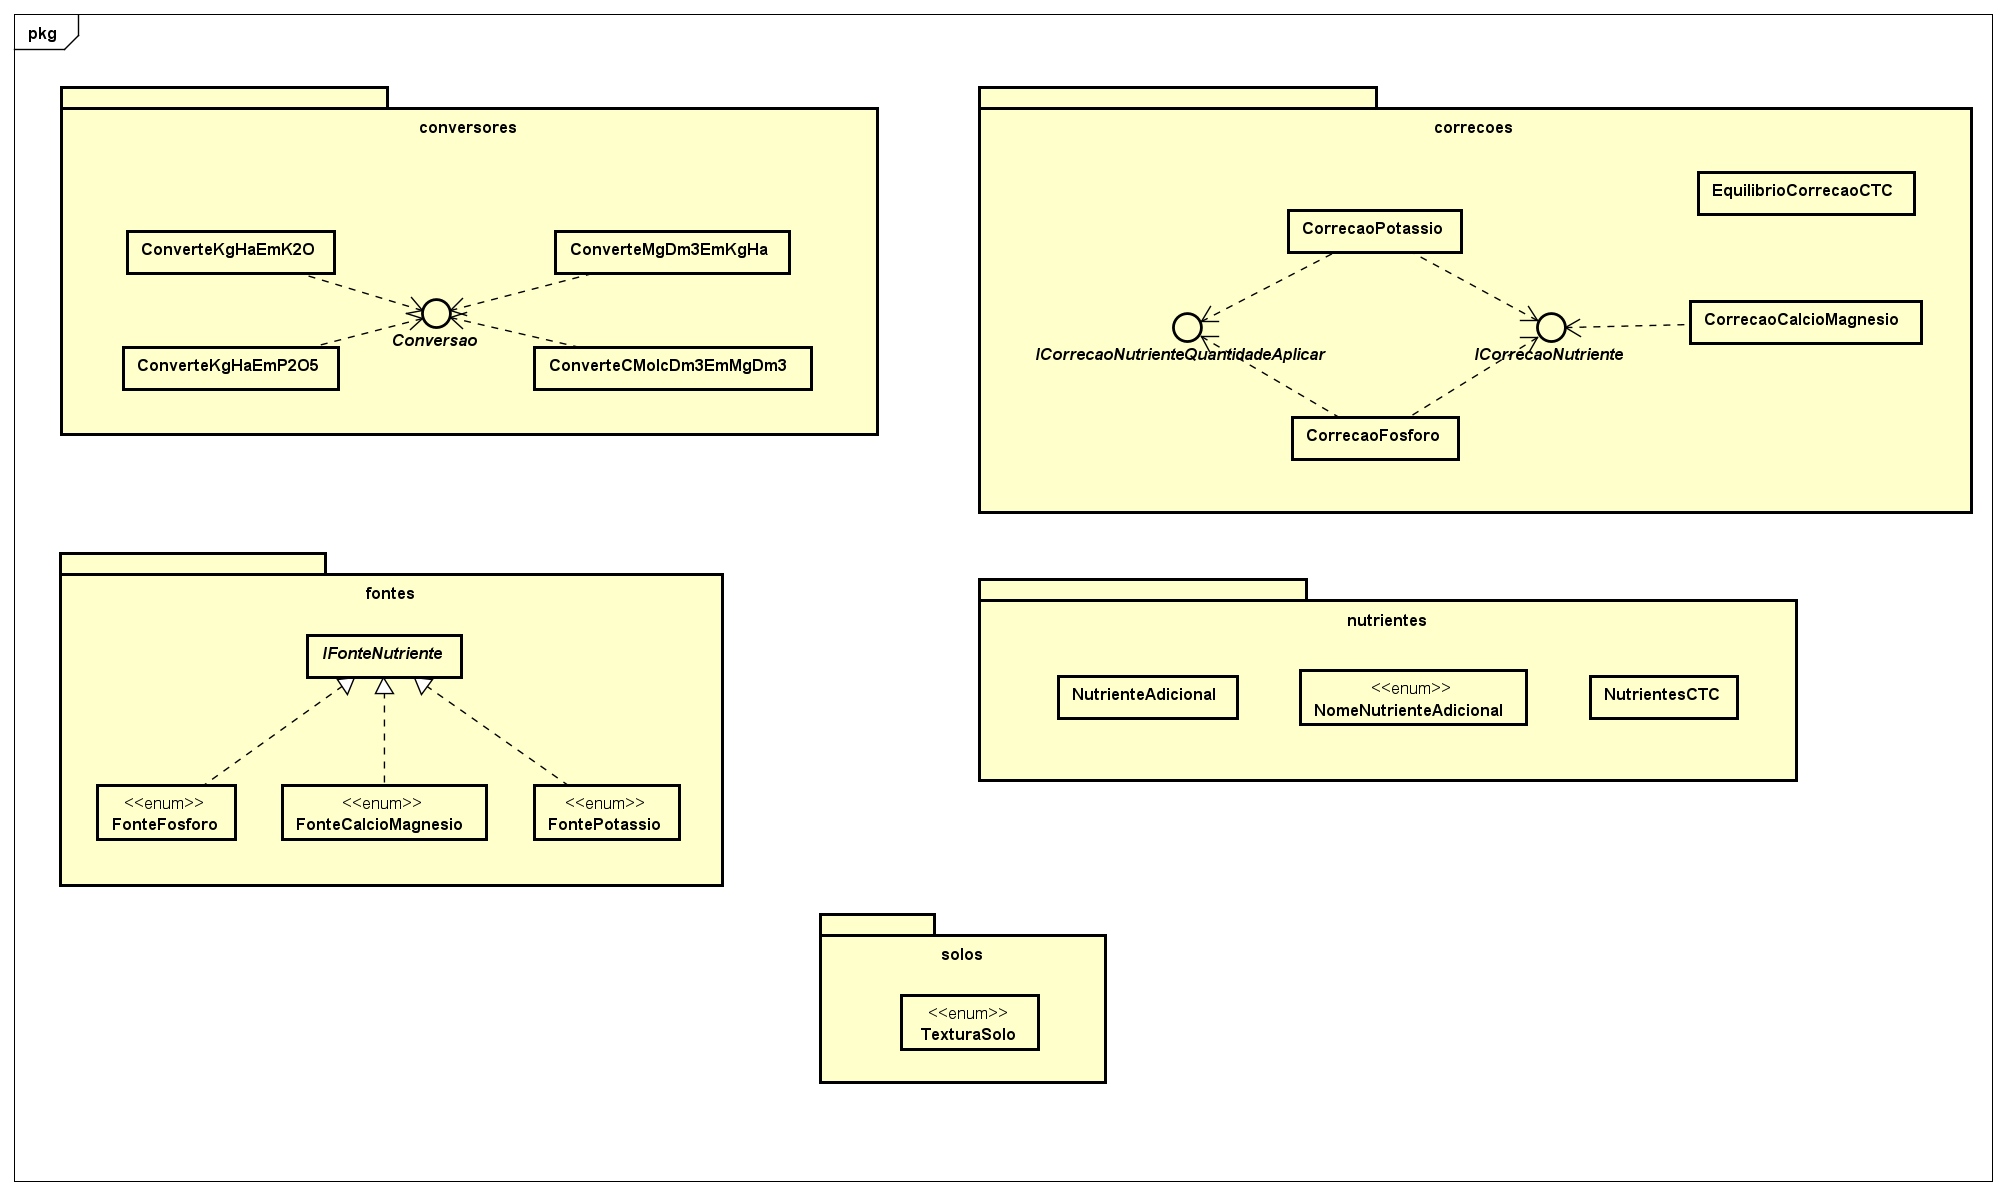 pkg
conversores
ConverteKgHaEmK2O
ConverteMgDm3EmKgHa
Conversao
ConverteKgHaEmP2O5
ConverteCMolcDm3EmMgDm3
correcoes
EquilibrioCorrecaoCTC
CorrecaoPotassio
CorrecaoCalcioMagnesio
ICorrecaoNutrienteQuantidadeAplicar
ICorrecaoNutriente
CorrecaoFosforo
fontes
IFonteNutriente
<<enum>>
FonteFosforo
<<enum>>
FonteCalcioMagnesio
<<enum>>
FontePotassio
nutrientes
NutrienteAdicional
<<enum>>
NomeNutrienteAdicional
NutrientesCTC
solos
<<enum>>
TexturaSolo